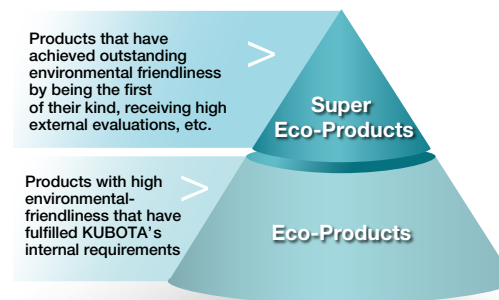 Products that have
achieved outstanding
environmental friendliness
by being the first
of their kind, receiving high
external evaluations, etc.
>
Super
Eco-Products
Products with high
environmental-
friendliness that have
fulfilled KUBOTA's
internal requirements
>
Eco-Products